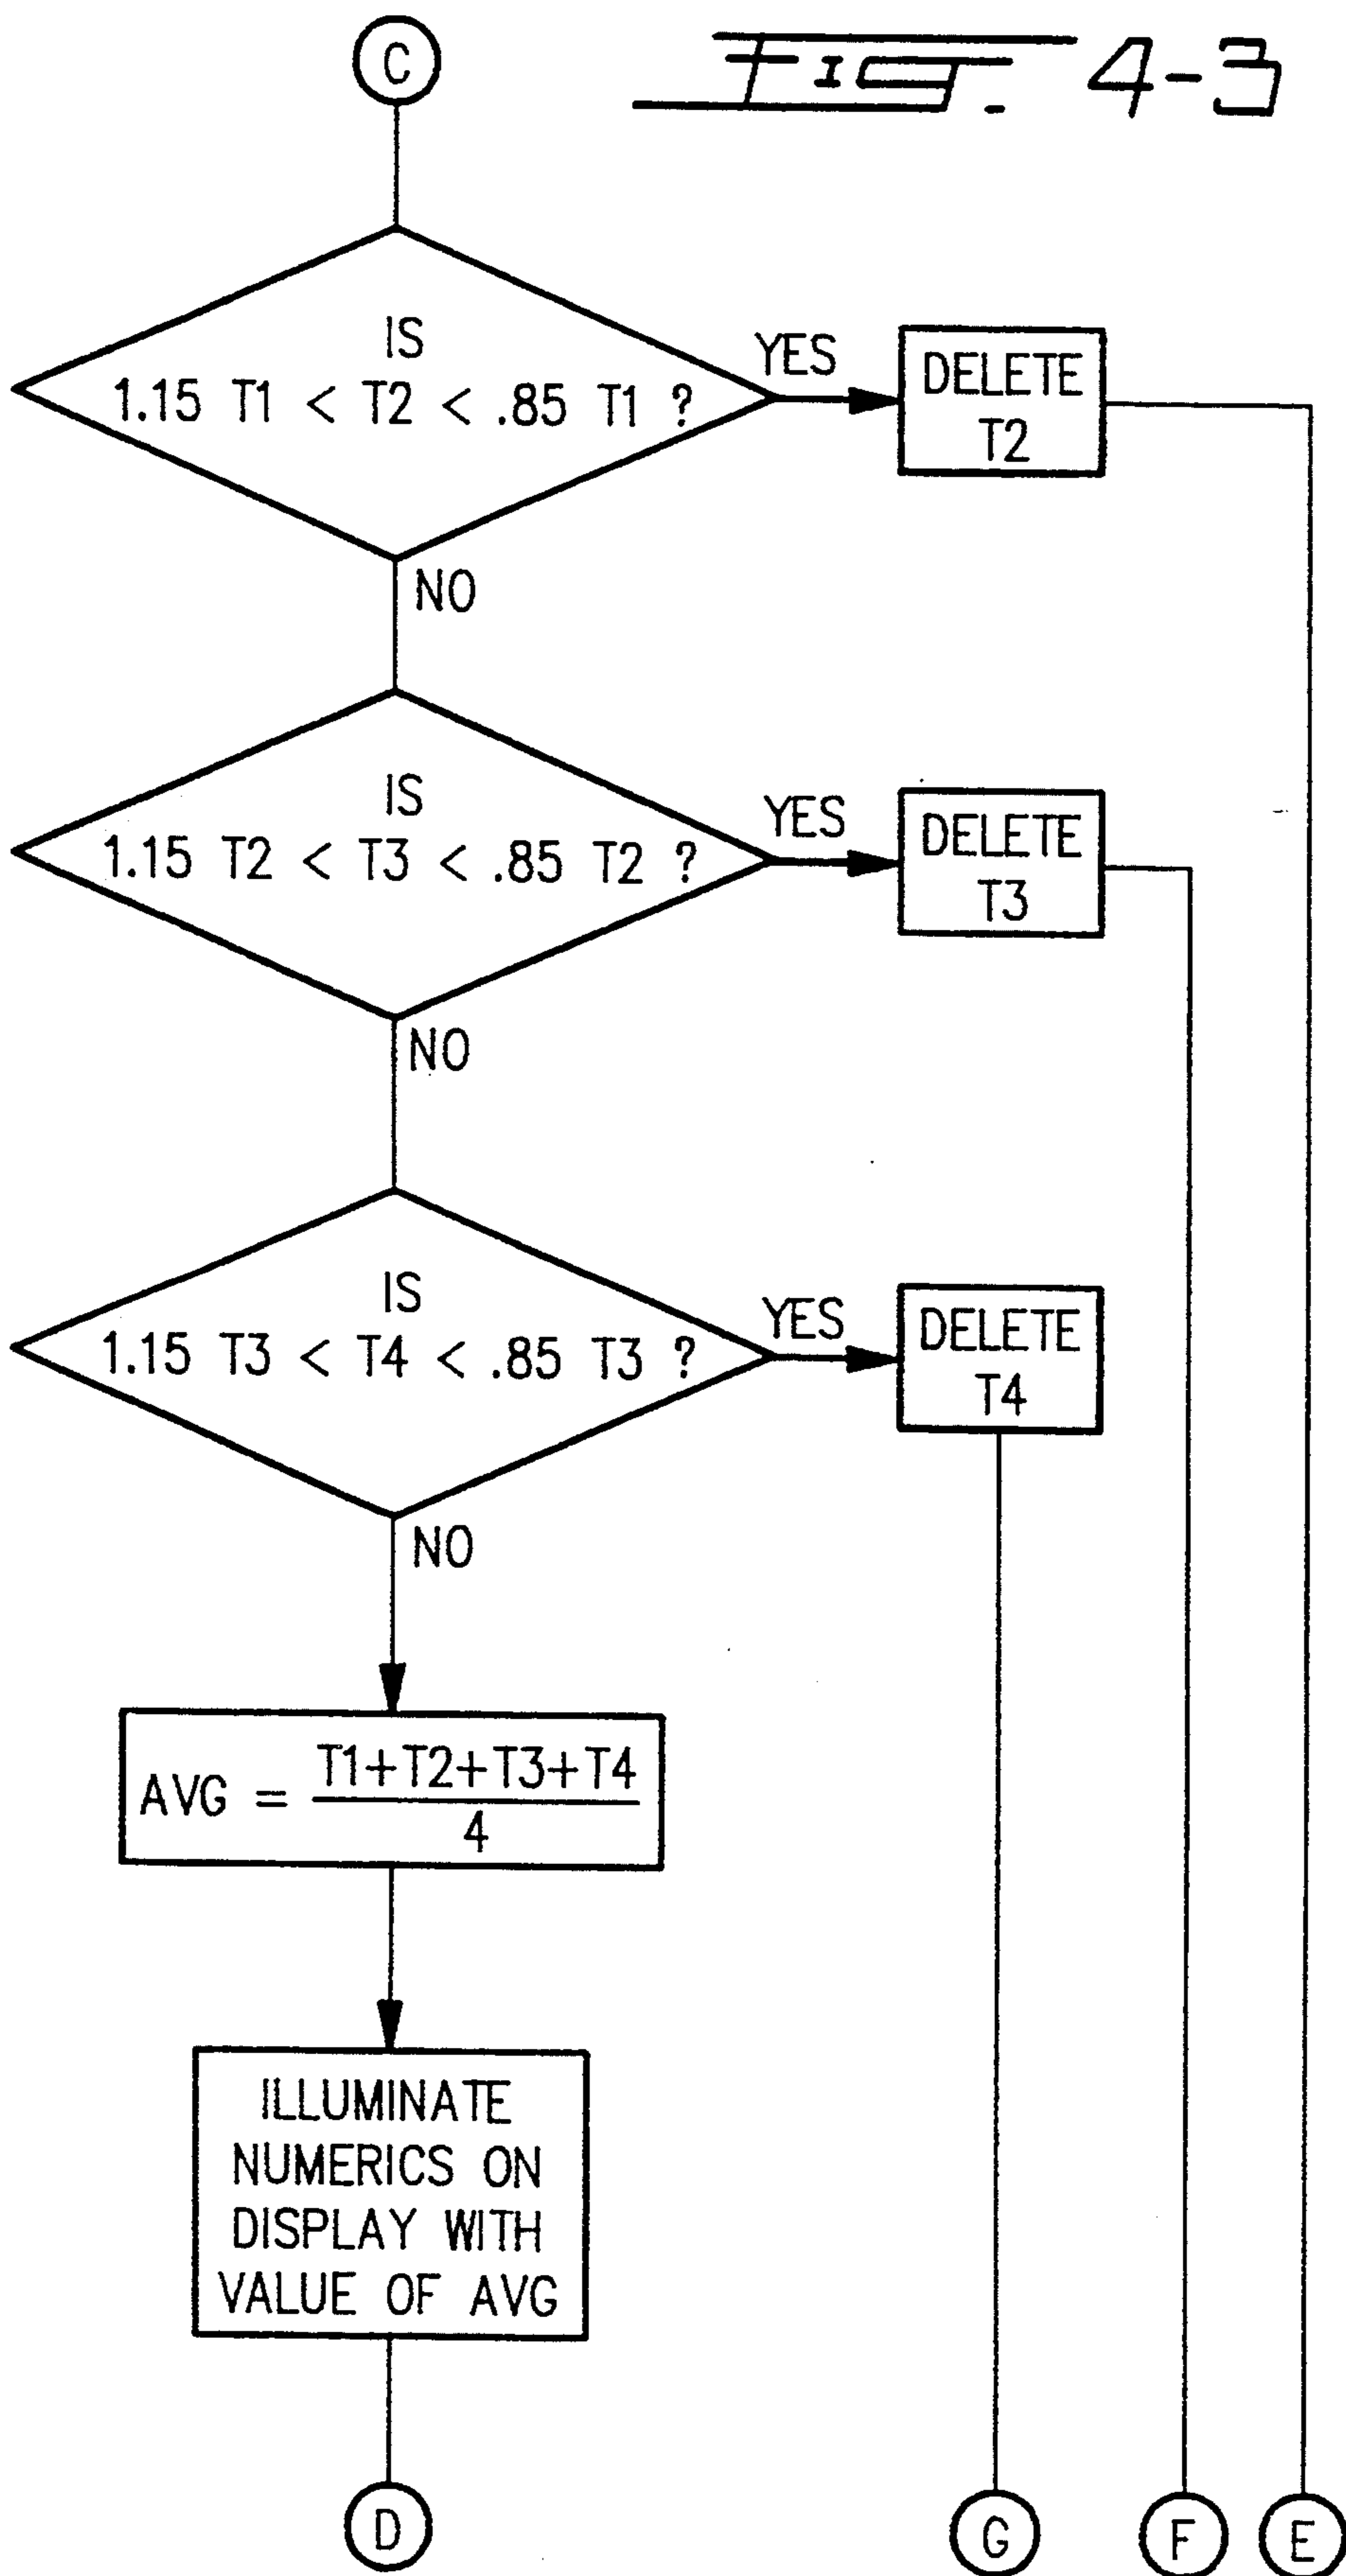 C
FIG. 4-3
IS
1.15 T1 < T2 < .85 T1 ?
YES
DELETE
T2
NO
IS
1.15 T2 < T3 < .85 T2 ?
YES
DELETE
T3
NO
IS
1.15 T3 < T4 < .85 T3 ?
YES
DELETE
T4
NO
AVG = T1+T2+T3+T4
4
ILLUMINATE
NUMERICS ON
DISPLAY WITH
VALUE OF AVG
D
G
F
E